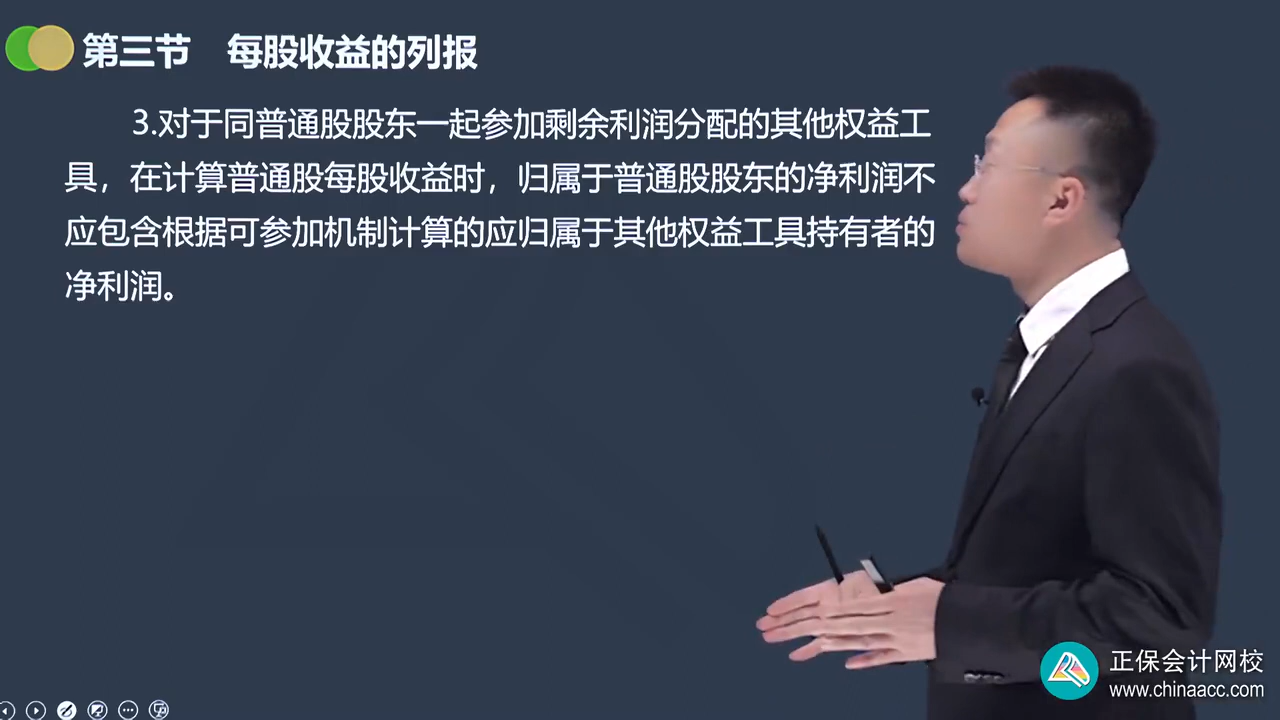 第三节 每股收益的列报
3.对于同普通股股东一起参加剩余利润分配的其他权益工
具，在计算普通股每股收益时，归属于普通股股东的净利润不
应包含根据可参加机制计算的应归属于其他权益工具持有者的
净利润。
正保会计网校
www.chinaacc.com